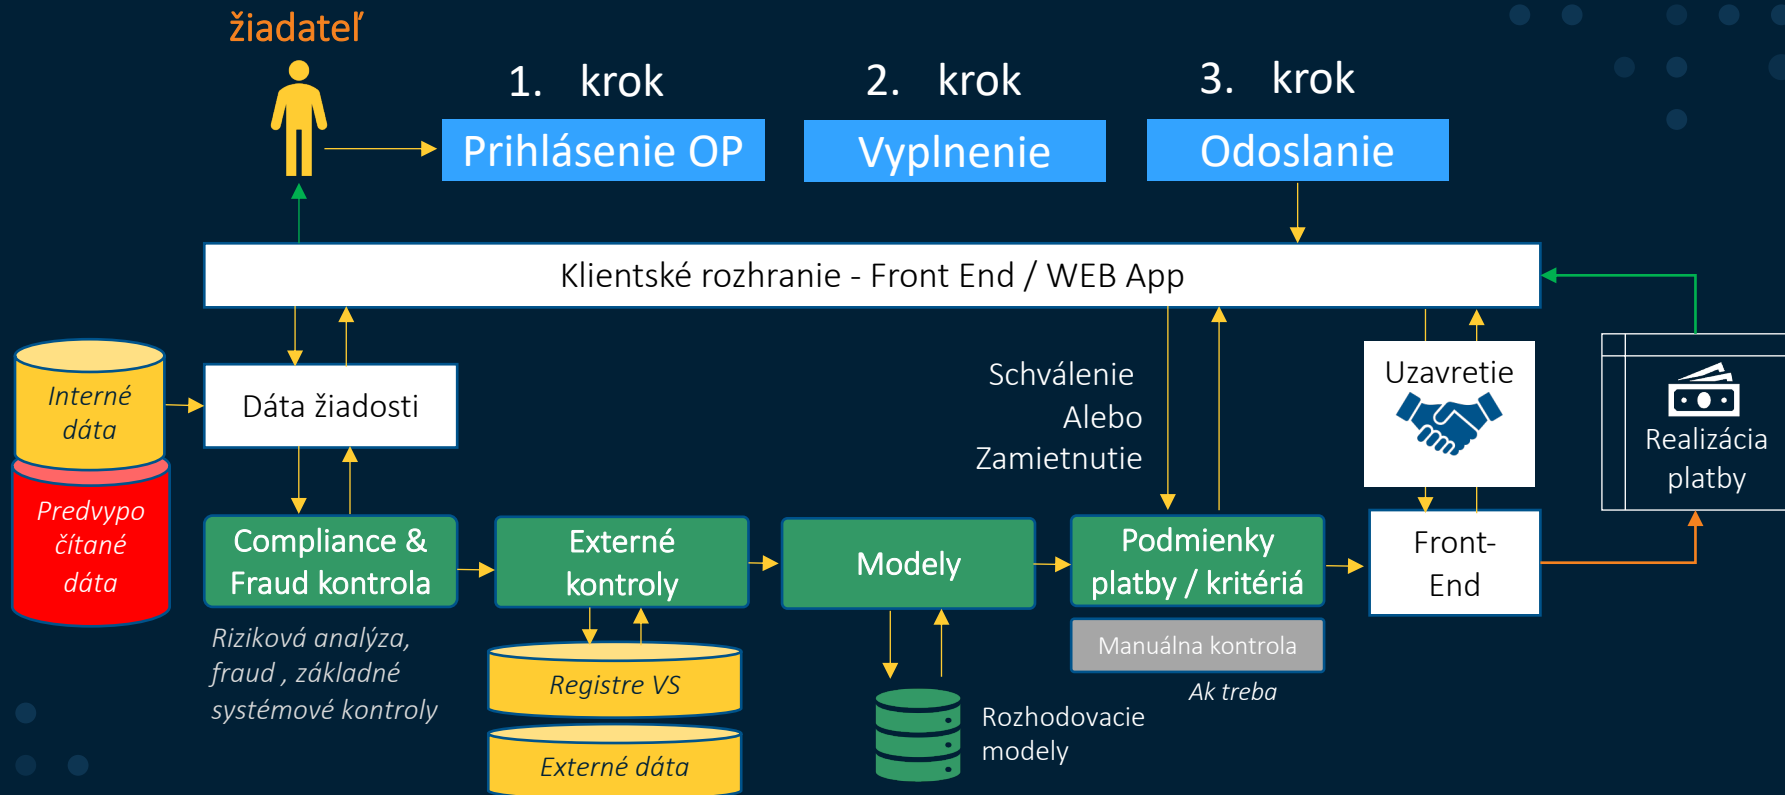 žiadateľ
1. krok
2. krok
3. krok
Prihlásenie OP
Vyplnenie
Odoslanie
Klientské rozhranie - Front End / WEB App
Interné
dáta
Predvypo
čítané
dáta
Dáta žiadosti
Schválenie
Alebo
Zamietnutie
Uzavretie
Realizácia
platby
Compliance &
Fraud kontrola
Externé
kontroly
Modely
Podmienky
platby / kritériá
Front-
End
Riziková analýza,
fraud , základné
systémové kontroly
Registre VS
Externé dáta
Rozhodovacie
modely
Manuálna kontrola
Ak treba